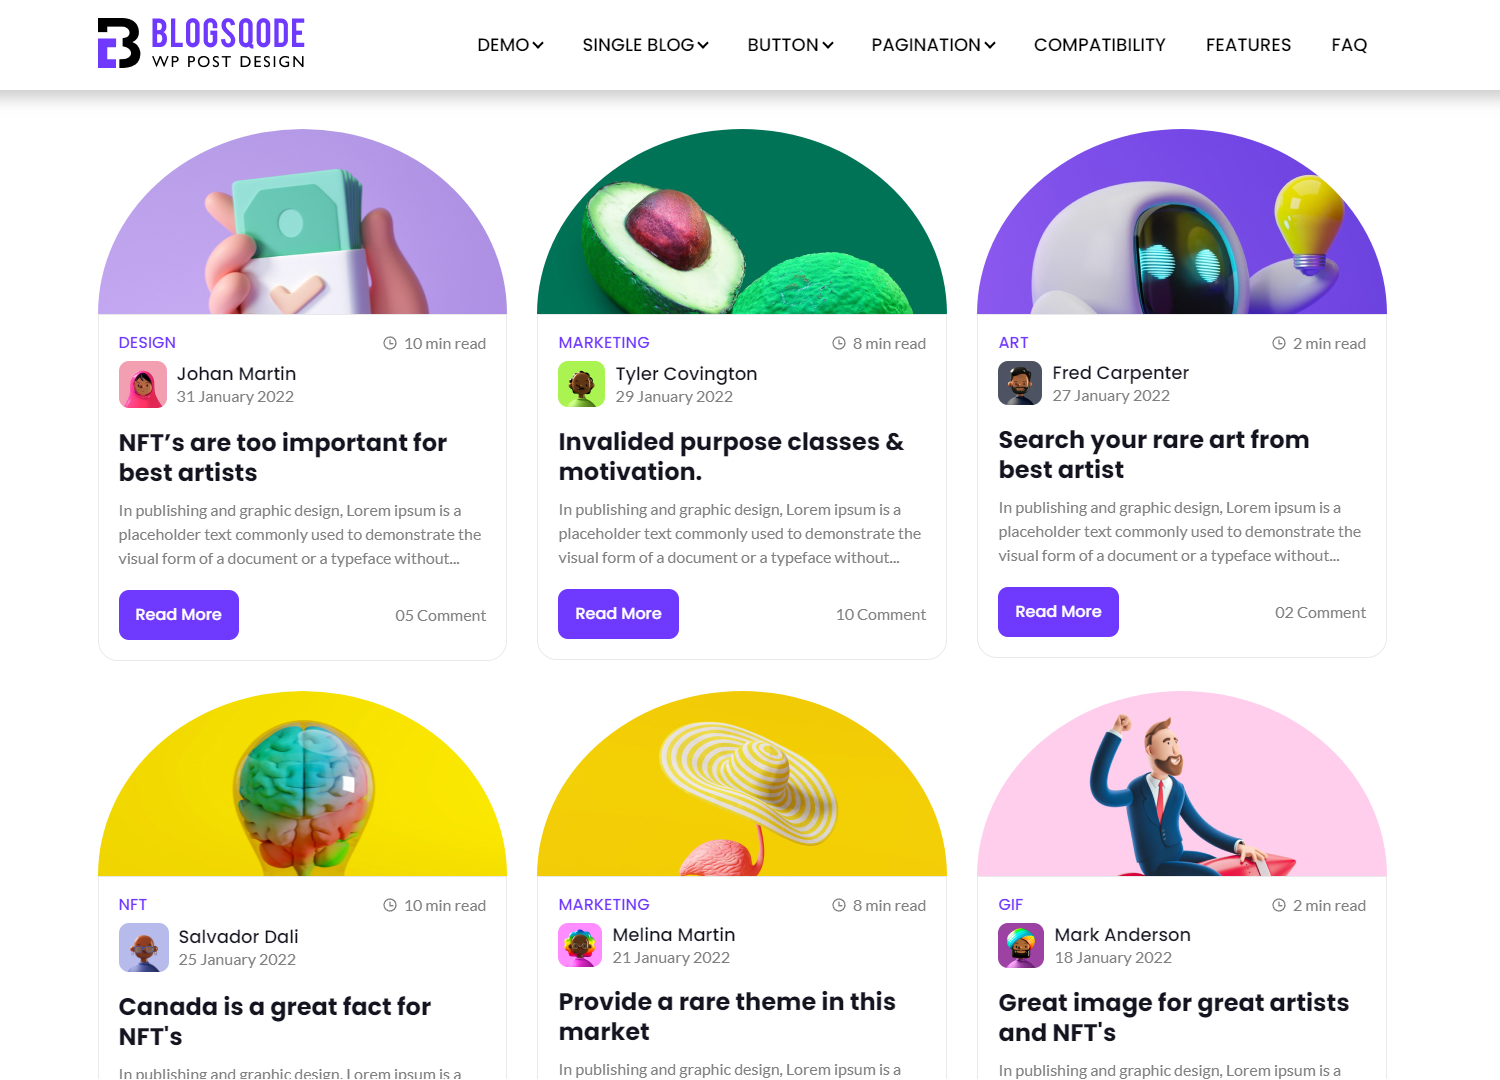 BLOGSQODE
WP POST DESIGN
DEMO SINGLE BLOG BUTTON PAGINATION COMPATIBILITY FEATURES FAQ
DESIGN 10 min read
Johan Martin
31 January 2022
NFT’s are too important for
best artists
In publishing and graphic design, Lorem ipsum is a
placeholder text commonly used to demonstrate the
visual form of a document or a typeface without...
Read More 05 Comment
MARKETING 8 min read
Tyler Covington
29 January 2022
Invalided purpose classes &
motivation.
In publishing and graphic design, Lorem ipsum is a
placeholder text commonly used to demonstrate the
visual form of a document or a typeface without...
Read More 10 Comment
ART 2 min read
Fred Carpenter
27 January 2022
Search your rare art from
best artist
In publishing and graphic design, Lorem ipsum is a
placeholder text commonly used to demonstrate the
visual form of a document or a typeface without...
Read More 02 Comment
NFT 10 min read
Salvador Dali
25 January 2022
Canada is a great fact for
NFT's
In publishing and graphic design, Lorem ipsum is a
MARKETING 8 min read
Melina Martin
21 January 2022
Provide a rare theme in this
market
In publishing and graphic design, Lorem ipsum is a
GIF 2 min read
Mark Anderson
18 January 2022
Great image for great artists
and NFT's
In publishing and graphic design, Lorem ipsum is a